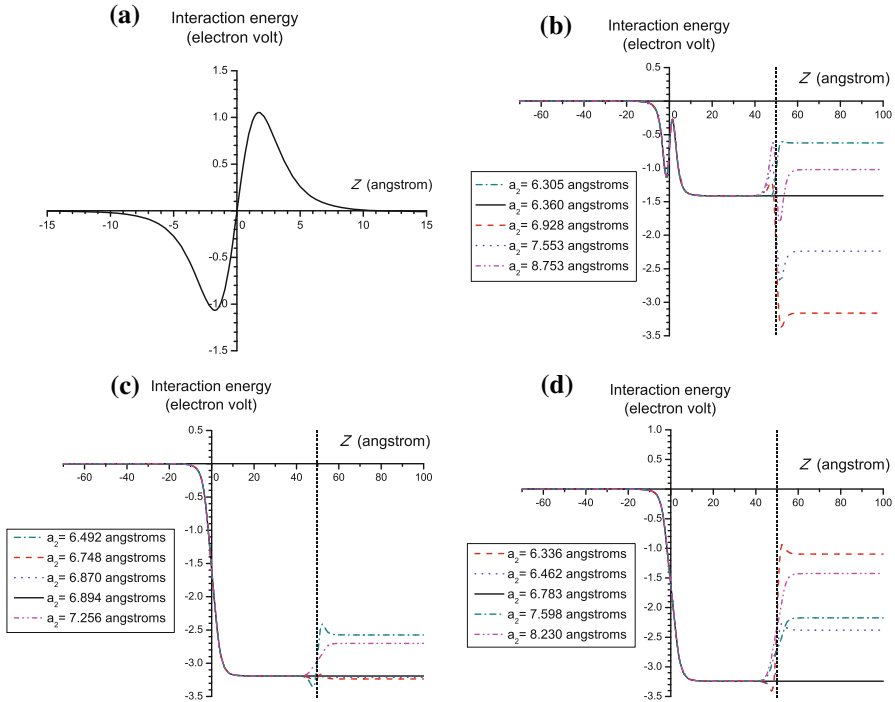 (a)
Interaction energy
(electron volt)
1.5
1.0
0.5
Z (angstrom)
-15 -10 -5 0 5 10 15
-0.5
-1.0
-1.5
(b)
Interaction energy
(electron volt)
Z (angstrom)
0.5
0.0
-60 -40 -20 0 20 40 60 80 100
-0.5
-1.0
-1.5
-2.0
-2.5
-3.0
-3.5
a2= 6.305 angstroms
a2= 6.360 angstroms
a2= 6.928 angstroms
a2= 7.553 angstroms
a2= 8.753 angstroms
(c)
Interaction energy
(electron volt)
Z (angstrom)
0.5
0.0
-60 -40 -20 0 20 40 60 80 100
-0.5
-1.0
-1.5
-2.0
-2.5
-3.0
-3.5
a2= 6.492 angstroms
a2= 6.748 angstroms
a2= 6.870 angstroms
a2= 6.894 angstroms
a2= 7.256 angstroms
(d)
Interaction energy
(electron volt)
Z (angstrom)
1.0
0.5
0.0
-60 -40 -20 0 20 40 60 80 100
-0.5
-1.0
-1.5
-2.0
-2.5
-3.0
-3.5
a2= 6.336 angstroms
a2= 6.462 angstroms
a2= 6.783 angstroms
a2= 7.598 angstroms
a2= 8.230 angstroms